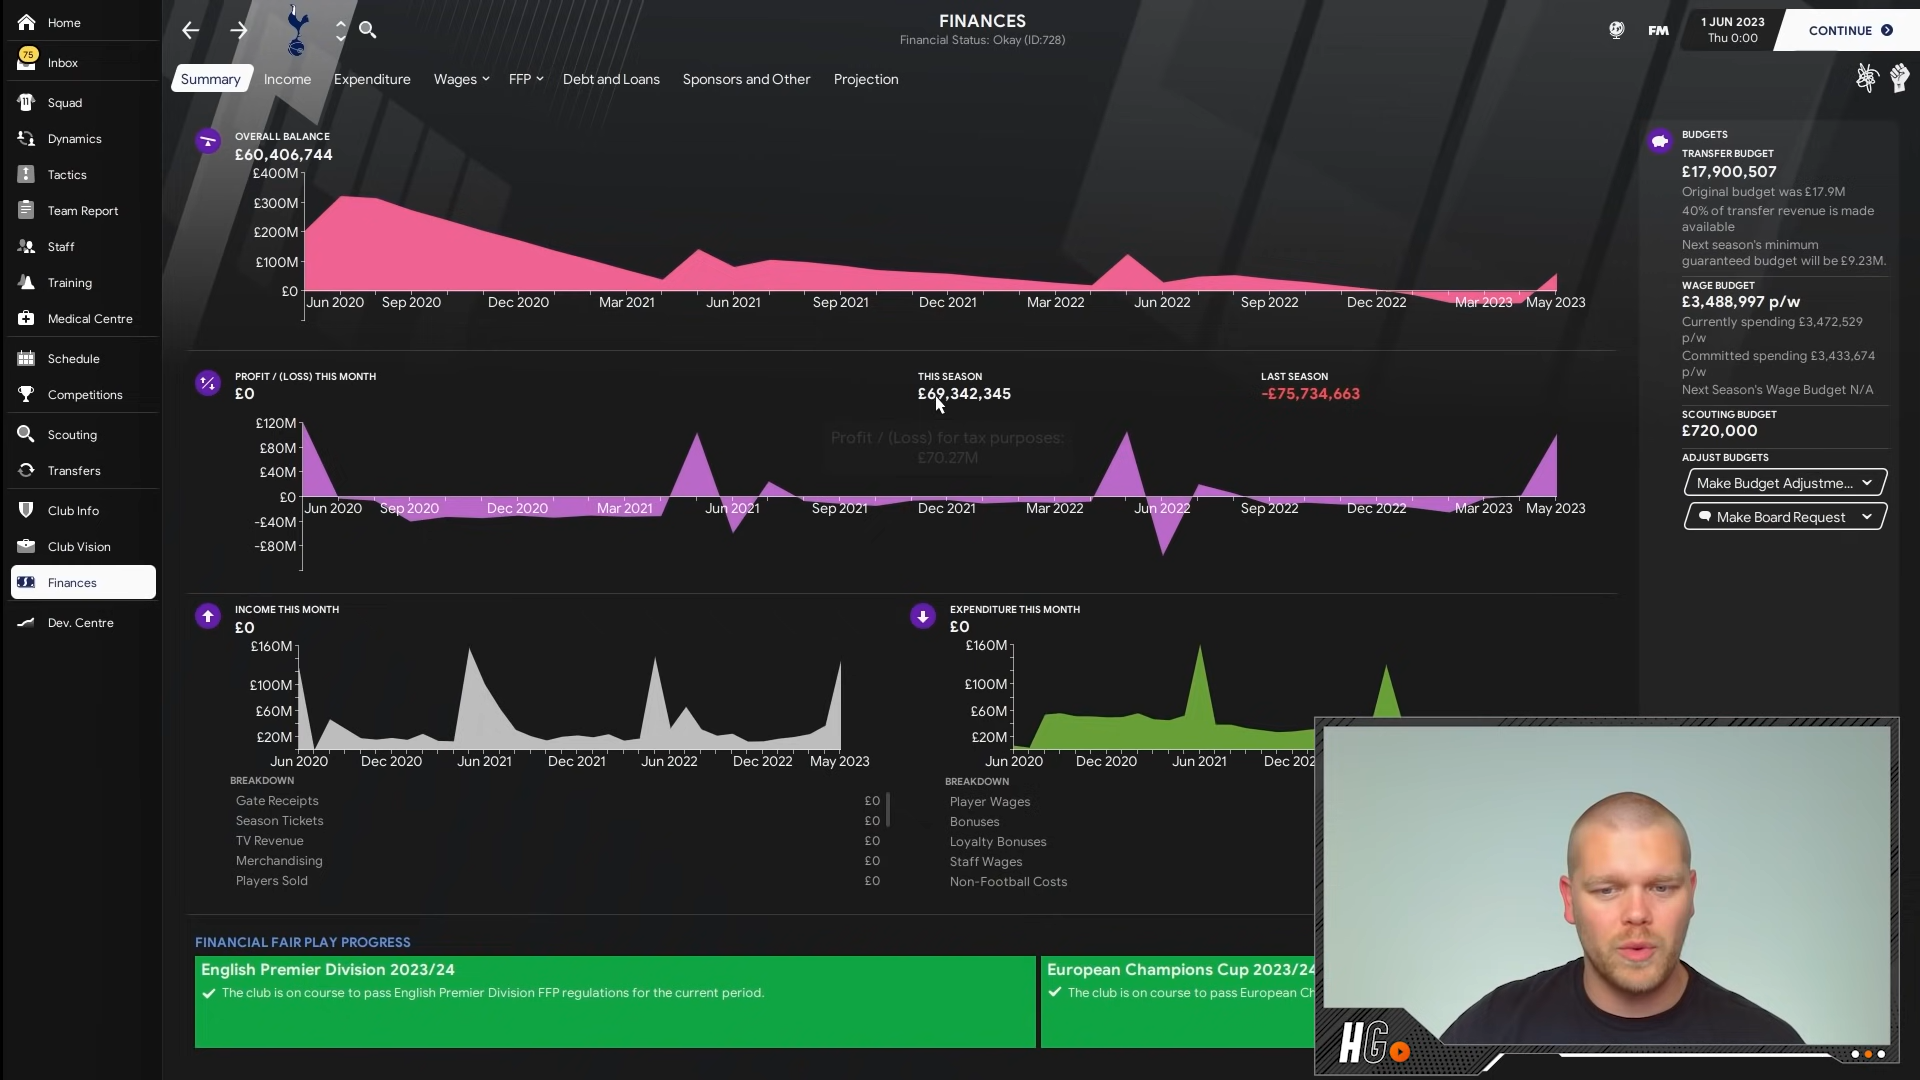 Home
75
Inbox
Squad
Dynamics
Tactics
Team Report
Staff
Training
Medical Centre
Schedule
Competitions
Scouting
Transfers
Club Info
Club Vision
Finances
Dev. Centre
FINANCES
Financial Status: Okay (ID:728)
FM
1 JUN 2023
Thu 0:00
CONTINUE
Summary
Income
Expenditure
Wages
FFP
Debt and Loans
Sponsors and Other
Projection
OVERALL BALANCE
£60,406,744
£400M
£300M
£200M
£100M
£0
Jun 2020 Sep 2020 Dec 2020 Mar 2021 Jun 2021 Sep 2021 Dec 2021 Mar 2022 Jun 2022 Sep 2022 Dec 2022 Mar 2023 May 2023
PROFIT / (LOSS) THIS MONTH
£0
THIS SEASON
£69,342,345
LAST SEASON
-£75,734,663
Profit / (Loss) for tax purposes:
£70.27M
£120M
£80M
£40M
£0
-£40M
-£80M
Jun 2020 Sep 2020 Dec 2020 Mar 2021 Jun 2021 Sep 2021 Dec 2021 Mar 2022 Jun 2022 Sep 2022 Dec 2022 Mar 2023 May 2023
INCOME THIS MONTH
£0
£160M
£100M
£60M
£20M
Jun 2020 Dec 2020 Jun 2021 Dec 2021 Jun 2022 Dec 2022 May 2023
BREAKDOWN
Gate Receipts £0
Season Tickets £0
TV Revenue £0
Merchandising £0
Players Sold £0
EXPENDITURE THIS MONTH
£0
£160M
£100M
£60M
£20M
Jun 2020 Dec 2020 Jun 2021 Dec 202
BREAKDOWN
Player Wages
Bonuses
Loyalty Bonuses
Staff Wages
Non-Football Costs
FINANCIAL FAIR PLAY PROGRESS
English Premier Division 2023/24
The club is on course to pass English Premier Division FFP regulations for the current period.
European Champions Cup 2023/24
The club is on course to pass European Ch
BUDGETS
TRANSFER BUDGET
£17,900,507
Original budget was £17.9M
40% of transfer revenue is made
available
Next season's minimum
guaranteed budget will be £9.23M.
WAGE BUDGET
£3,488,997 p/w
Currently spending £3,472,529
p/w
Committed spending £3,433,674
p/w
Next Season's Wage Budget N/A
SCOUTING BUDGET
£720,000
ADJUST BUDGETS
Make Budget Adjustme...
Make Board Request
HG